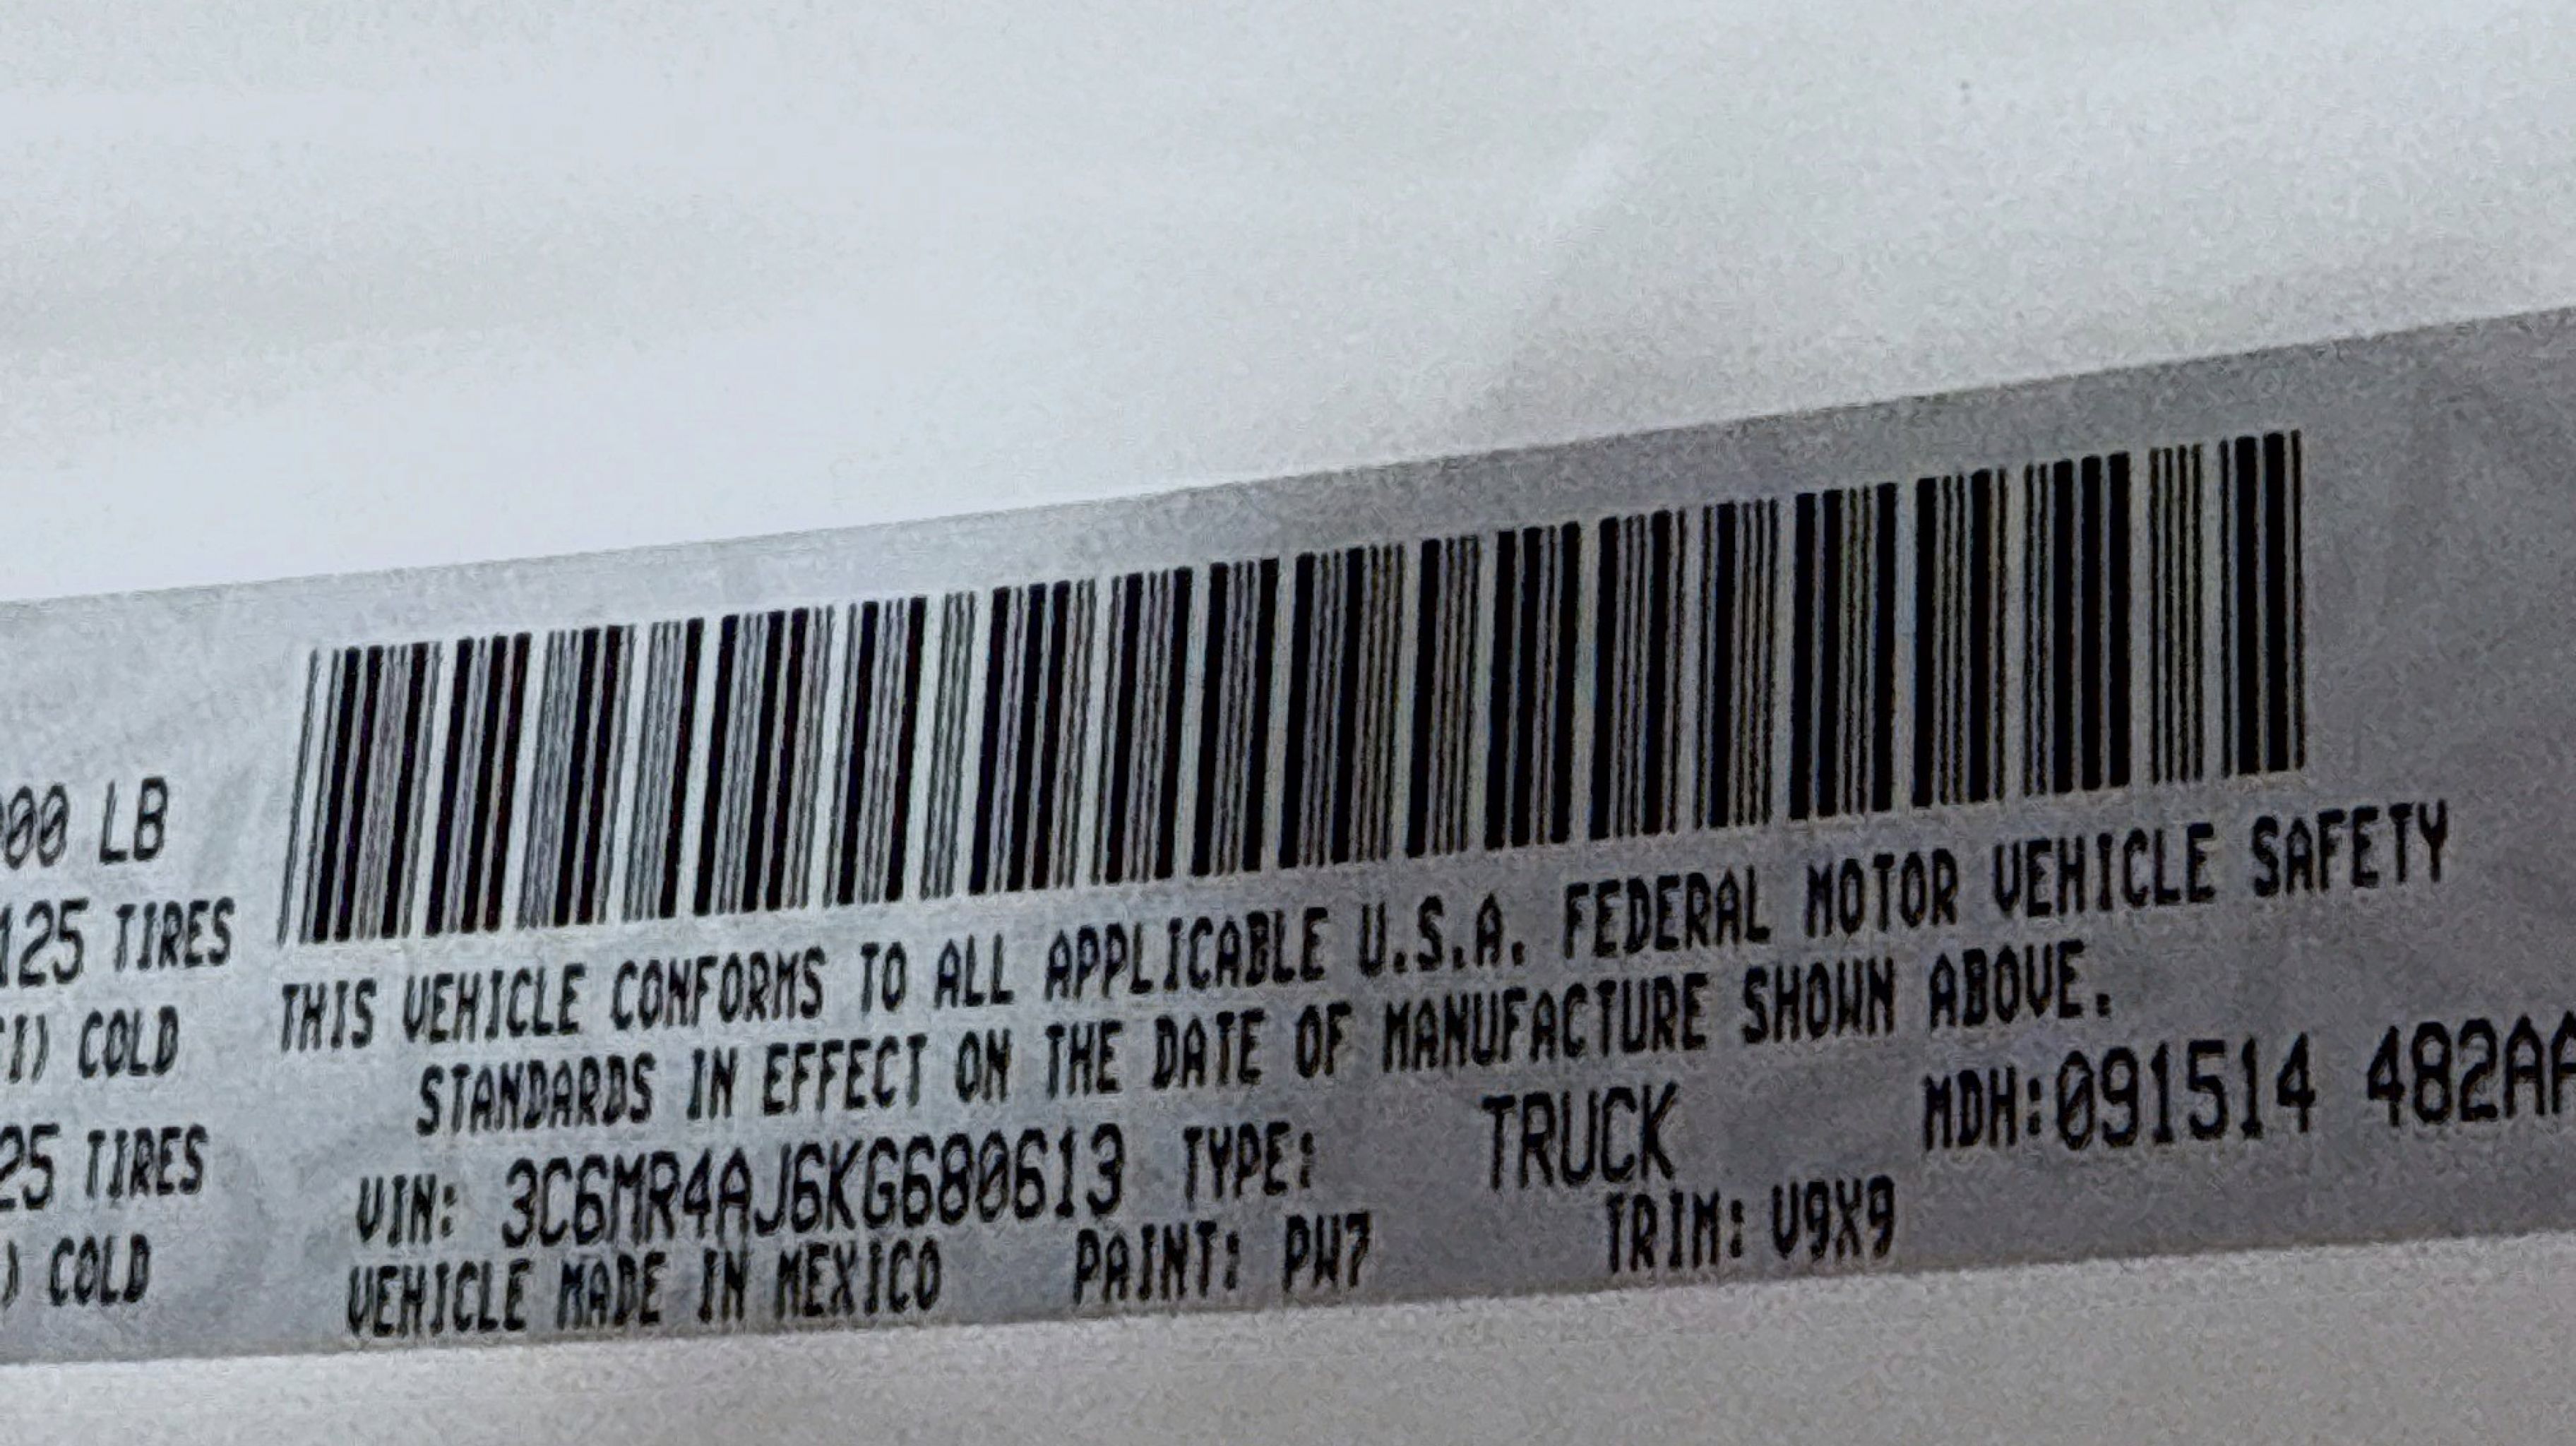 00 LB
125 TIRES
I) COLD
25 TIRES
) COLD
THIS VEHICLE CONFORMS TO ALL APPLICABLE U.S.A. FEDERAL MOTOR VEHICLE SAFETY
STANDARDS IN EFFECT ON THE DATE OF MANUFACTURE SHOWN ABOVE.
MDH:091514 482AA
VIN: 3C6MR4AJ6KG680613 TYPE: TRUCK
VEHICLE MADE IN MEXICO PAINT: PW7 TRIM: V9X9